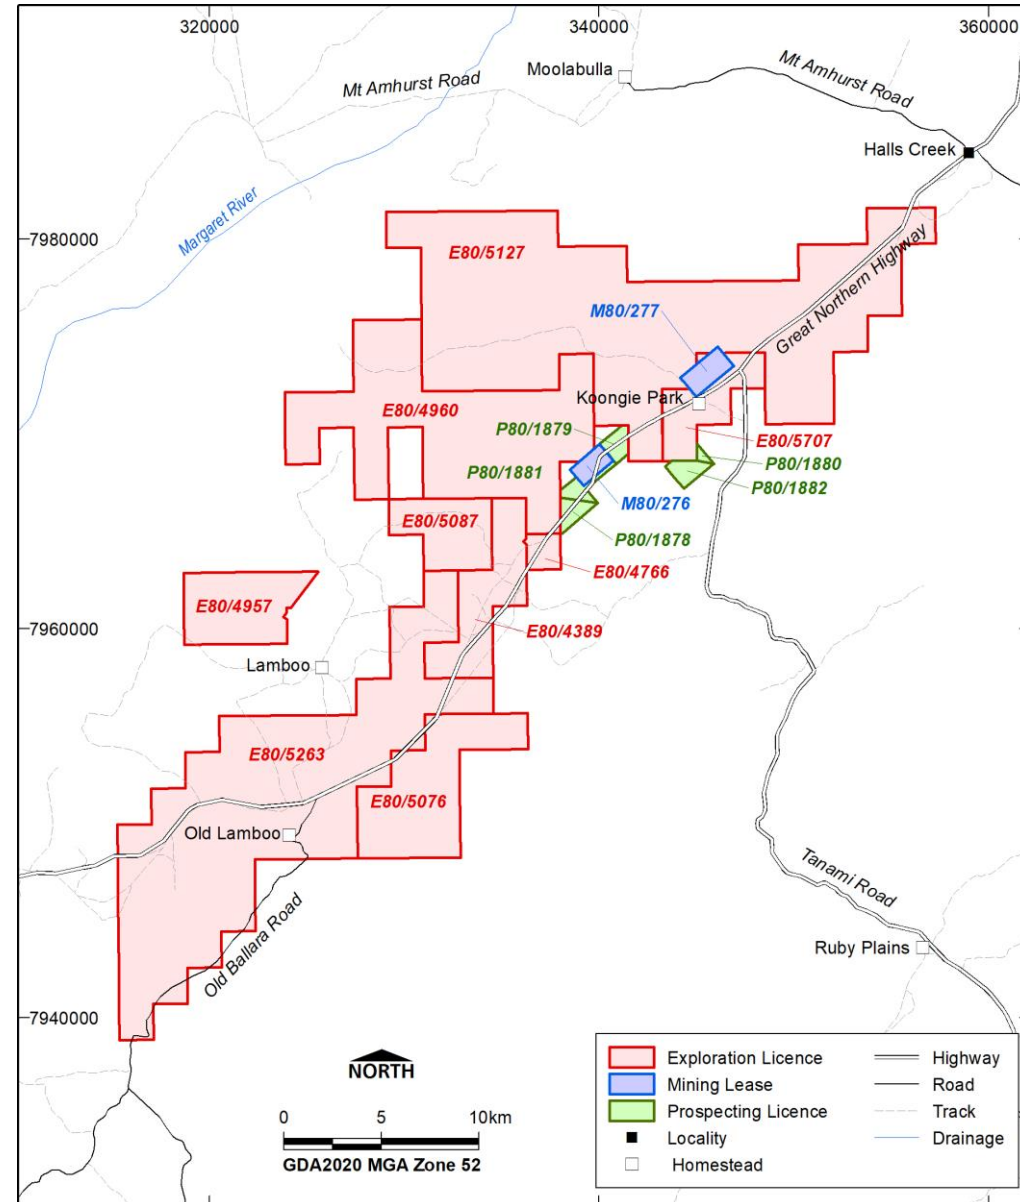 320000
340000
360000
Moolabulla
Mt Amhurst Road
Mt Amhurst Road
Halls Creek
Margaret River
7980000
E80/5127
Great Northern Highway
M80/277
Koongie Park
E80/4960
P80/1879
E80/5707
P80/1880
P80/1881
P80/1882
M80/276
E80/5087
P80/1878
E80/4766
E80/4957
7960000
E80/4389
Lamboo
E80/5263
E80/5076
Old Lamboo
Tanami Road
Old Ballara Road
Ruby Plains
7940000
NORTH
0 5 10km
GDA2020 MGA Zone 52
Exploration Licence
Mining Lease
Prospecting Licence
Locality
Homestead
Highway
Road
Track
Drainage